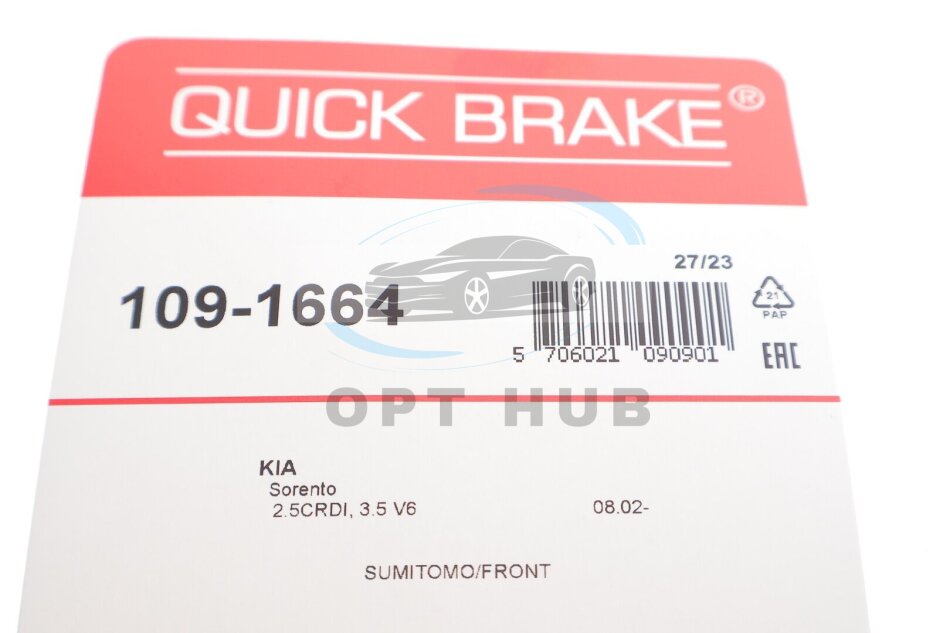 QUICK BRAKE®
27/23
109-1664
21
PAP
5 706021 090901
EAC
OPT HUB
KIA
Sorento
2.5CRDI, 3.5 V6 08.02-
SUMITOMO/FRONT